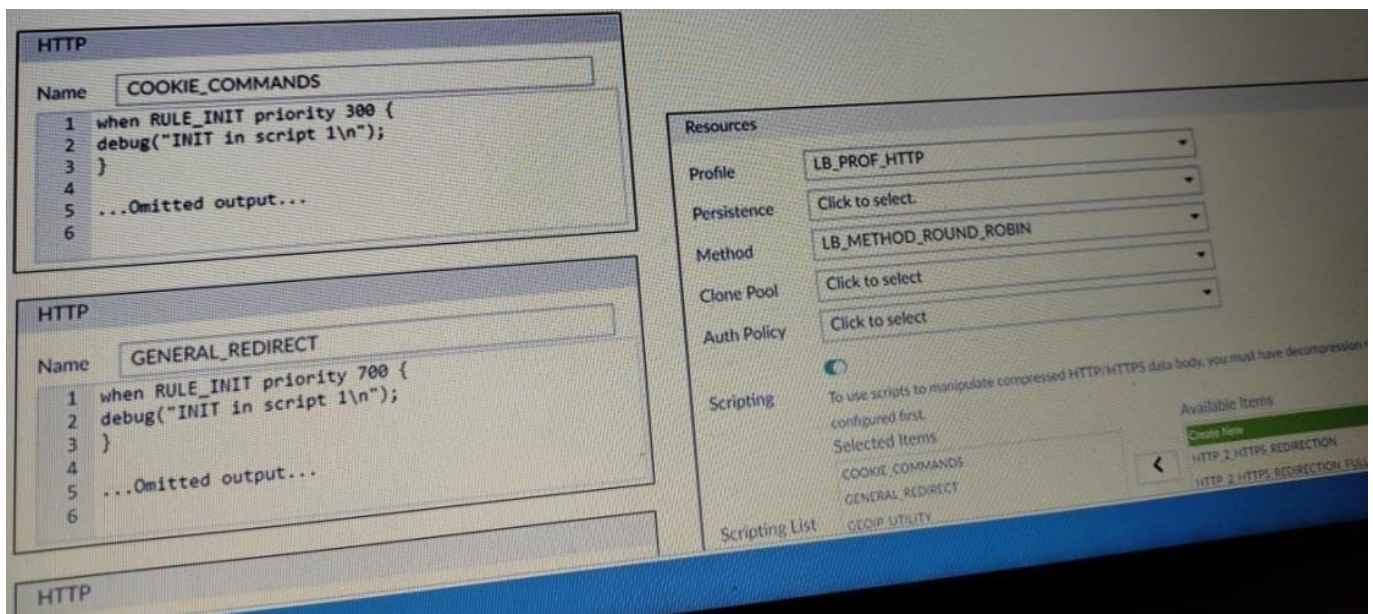 HTTP
Name COOKIE_COMMANDS
1 when RULE_INIT priority 300 {
2 debug("INIT in script 1\n");
3 }
4
5 ...Omitted output...
6
HTTP
Name GENERAL_REDIRECT
1 when RULE_INIT priority 700 {
2 debug("INIT in script 1\n");
3 }
4
5 ...Omitted output...
6
HTTP
Resources
Profile LB_PROF_HTTP
Persistence Click to select.
Method LB_METHOD_ROUND_ROBIN
Clone Pool Click to select
Auth Policy Click to select
Scripting
To use scripts to manipulate compressed HTTP/HTTPS data body, you must have decompression
configured first.
Selected Items
COOKIE_COMMANDS
GENERAL_REDIRECT
Scripting List GEOIP_UTILITY
Available Items
Create New
HTTP_2_HTTPS_REDIRECTION
HTTP_2_HTTPS_REDIRECTION_FULL